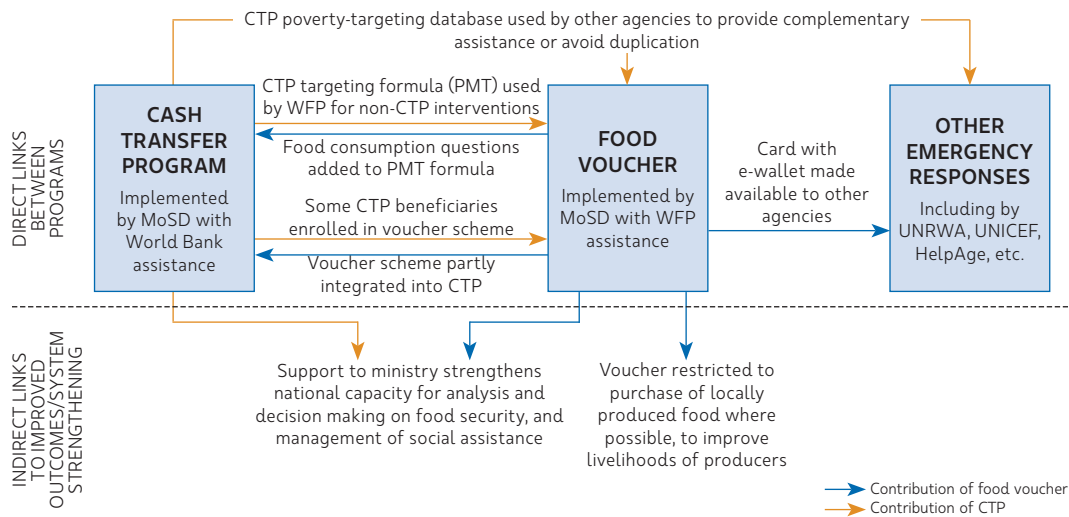 CTP poverty-targeting database used by other agencies to provide complementary
assistance or avoid duplication
DIRECT LINKS
BETWEEN
PROGRAMS
CASH
TRANSFER
PROGRAM
Implemented
by MoSD with
World Bank
assistance
CTP targeting formula (PMT) used
by WFP for non-CTP interventions
Food consumption questions
added to PMT formula
Some CTP beneficiaries
enrolled in voucher scheme
Voucher scheme partly
integrated into CTP
FOOD
VOUCHER
Implemented by
MoSD with WFP
assistance
Card with
e-wallet made
available to other
agencies
OTHER
EMERGENCY
RESPONSES
Including by
UNRWA, UNICEF,
HelpAge, etc.
INDIRECT LINKS
TO IMPROVED
OUTCOMES/SYSTEM
STRENGTHENING
Support to ministry strengthens
national capacity for analysis and
decision making on food security, and
management of social assistance
Voucher restricted to
purchase of locally
produced food where
possible, to improve
livelihoods of producers
Contribution of food voucher
Contribution of CTP